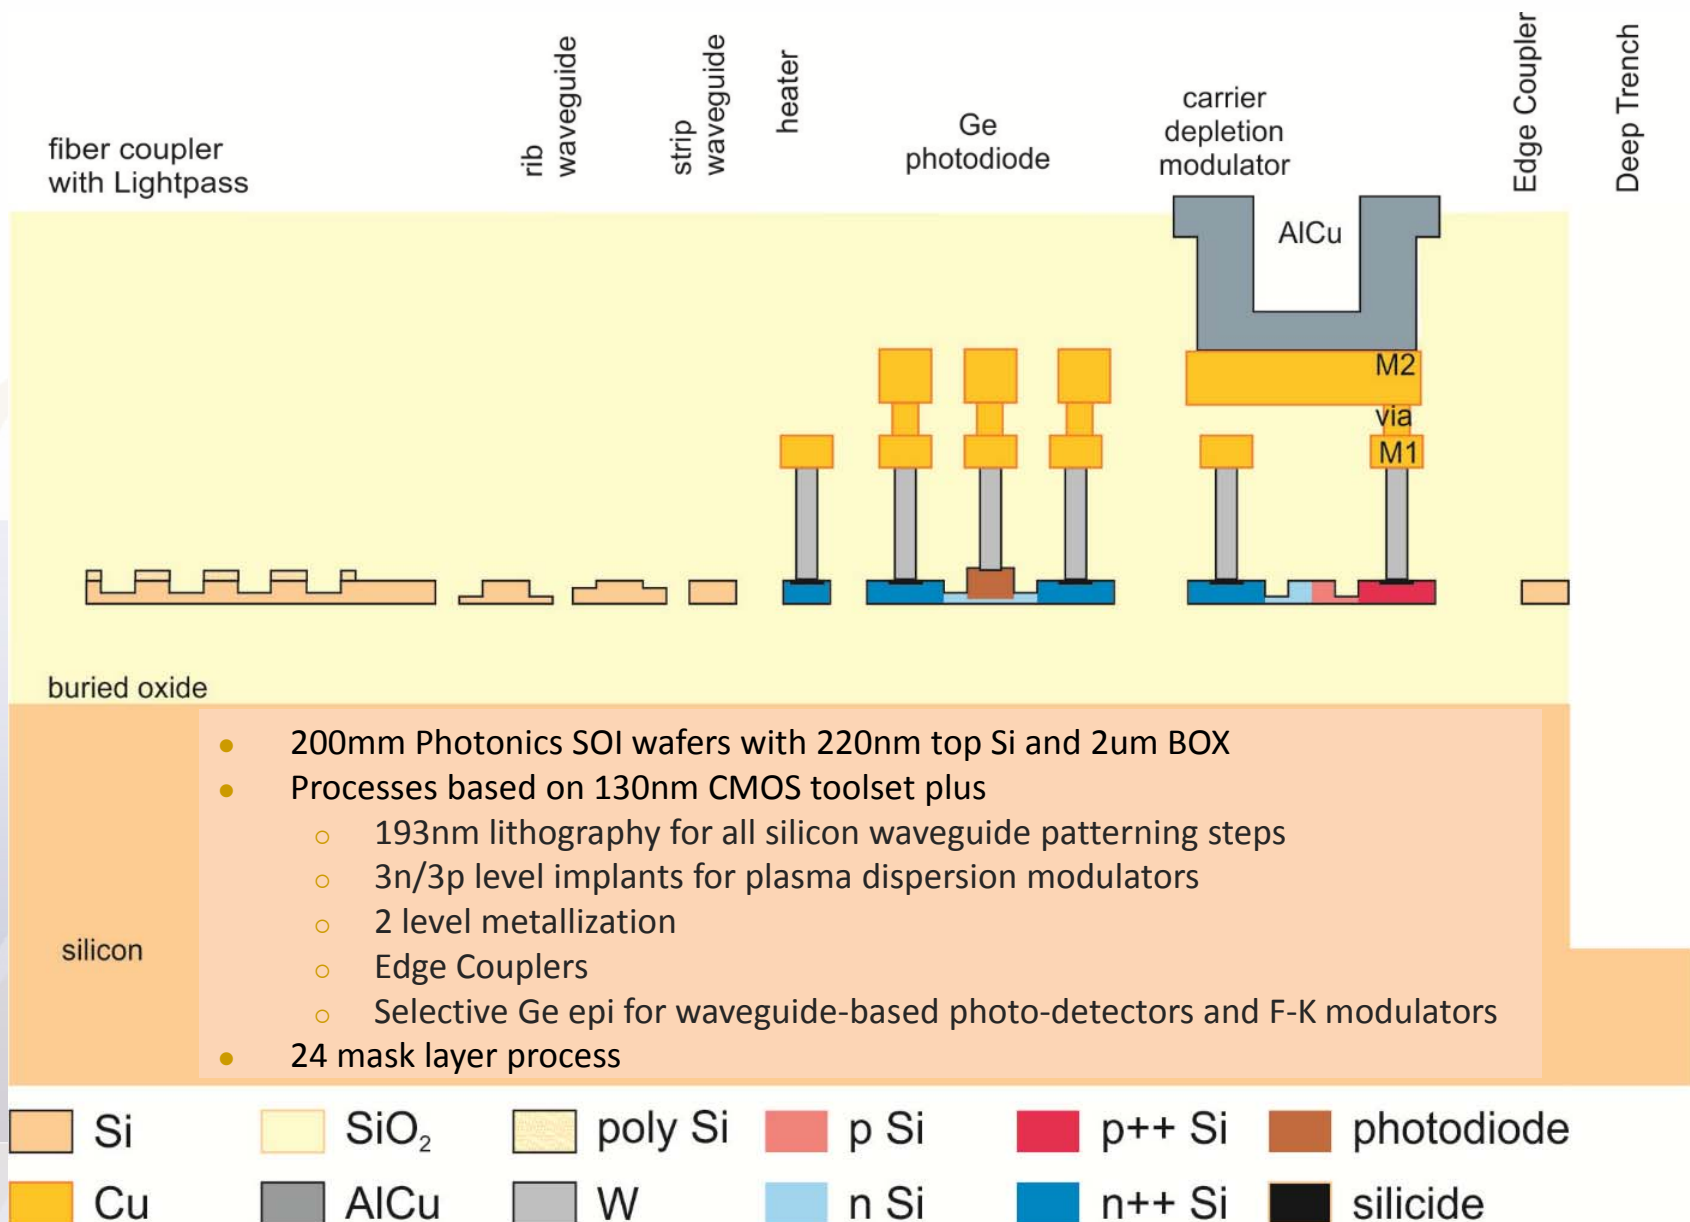 fiber coupler
with Lightpass
rib
waveguide
strip
waveguide
heater
Ge
photodiode
carrier
depletion
modulator
Edge Coupler
Deep Trench
AlCu
M2
via
M1
buried oxide
silicon
● 200mm Photonics SOI wafers with 220nm top Si and 2um BOX
● Processes based on 130nm CMOS toolset plus
○ 193nm lithography for all silicon waveguide patterning steps
○ 3n/3p level implants for plasma dispersion modulators
○ 2 level metallization
○ Edge Couplers
○ Selective Ge epi for waveguide-based photo-detectors and F-K modulators
● 24 mask layer process
Si SiO₂ poly Si p Si p++ Si photodiode
Cu AlCu W n Si n++ Si silicide